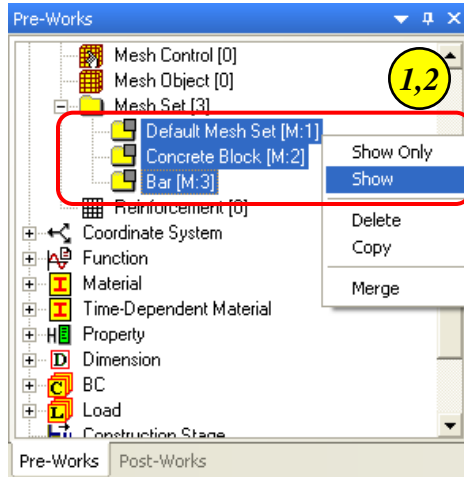 Pre-Works
Mesh Control [0]
Mesh Object [0]
1,2
Mesh Set [3]
Default Mesh Set [M:1]
Concrete Block [M:2]
Bar [M:3]
Show Only
Show
Delete
Copy
Merge
Reinforcement [0]
Coordinate System
Function
Material
Time-Dependent Material
Property
Dimension
BC
Load
Construction Stage
Pre-Works Post-Works